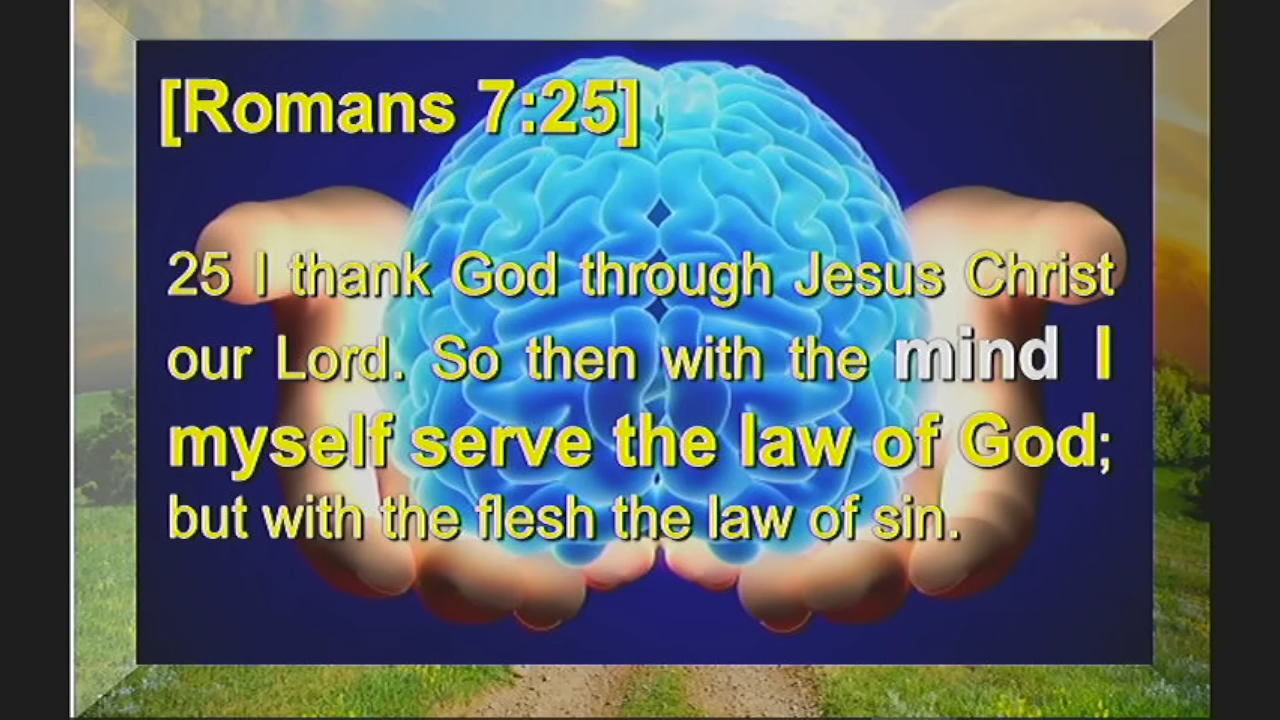 [Romans 7:25]
25 I thank God through Jesus Christ
our Lord. So then with the mind I
myself serve the law of God;
but with the flesh the law of sin.